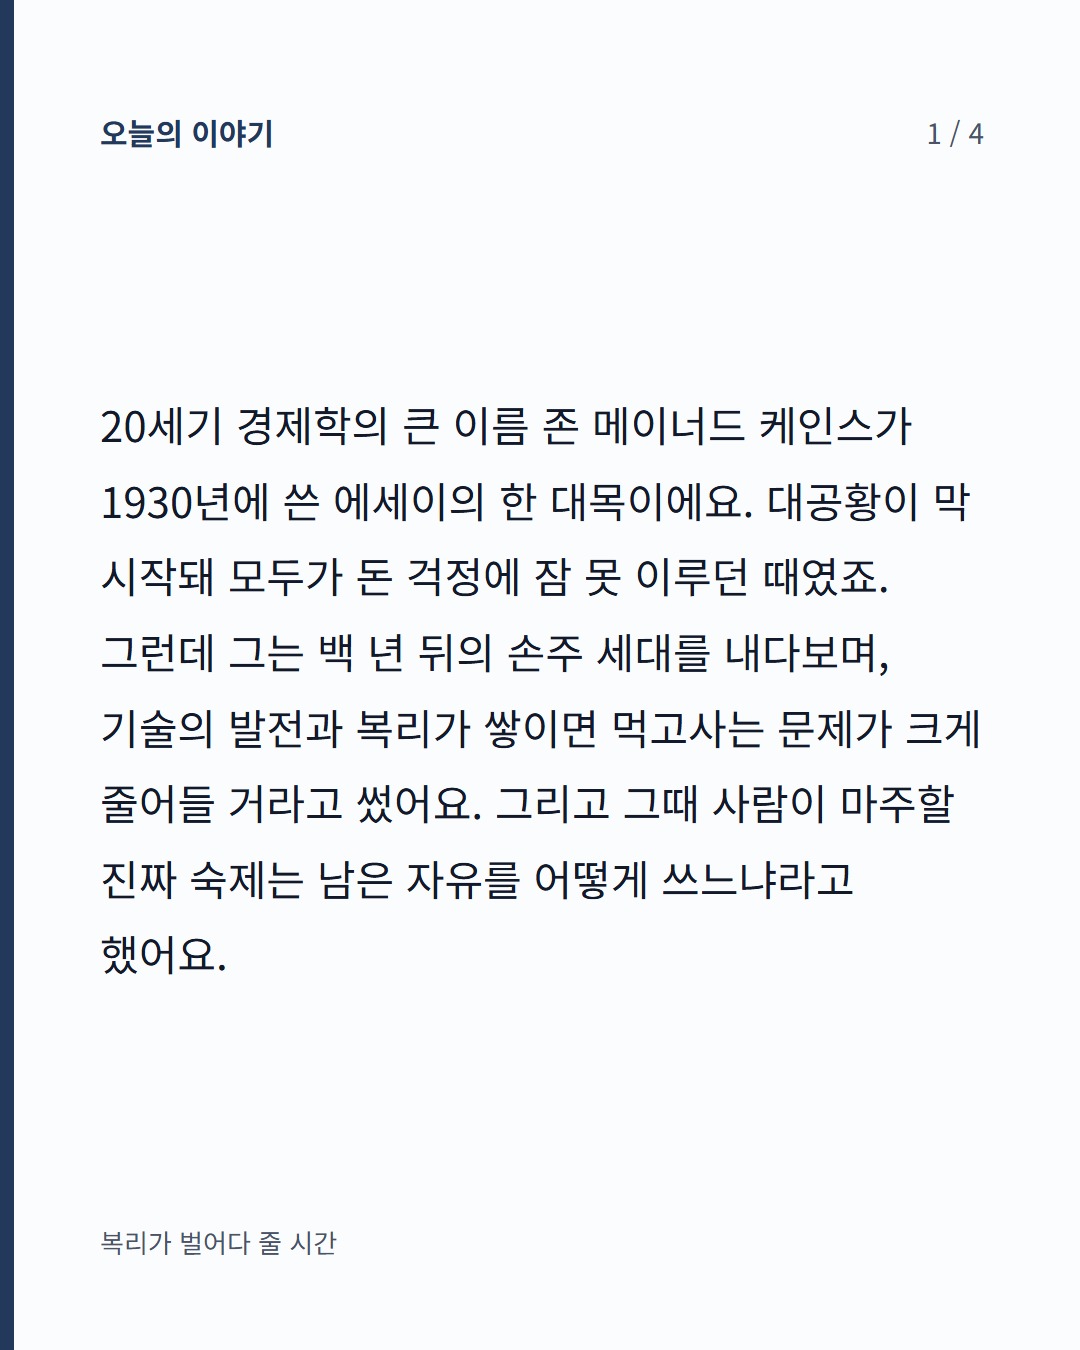 오늘의 이야기
1 / 4
20세기 경제학의 큰 이름 존 메이너드 케인스가
1930년에 쓴 에세이의 한 대목이에요. 대공황이 막
시작돼 모두가 돈 걱정에 잠 못 이루던 때였죠.
그런데 그는 백 년 뒤의 손주 세대를 내다보며,
기술의 발전과 복리가 쌓이면 먹고사는 문제가 크게
줄어들 거라고 썼어요. 그리고 그때 사람이 마주할
진짜 숙제는 남은 자유를 어떻게 쓰느냐라고
했어요.
복리가 벌어다 줄 시간